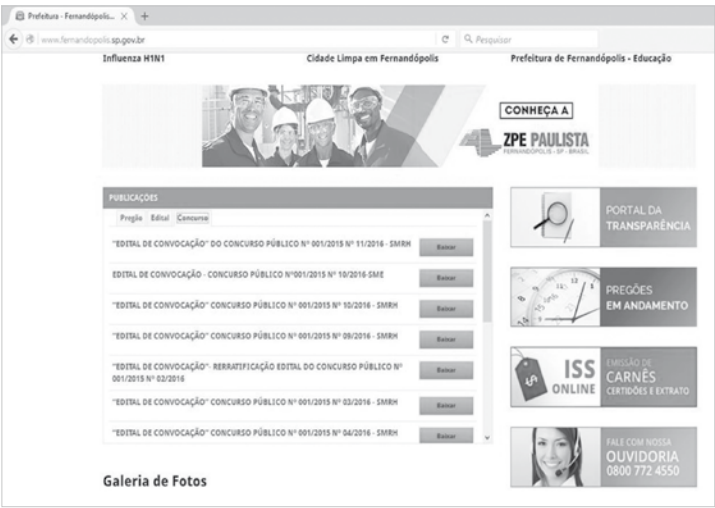 Prefeitura - Fernandópolis...
www.fernandopolis.sp.gov.br
Pesquisar
Influenza H1N1
Cidade Limpa em Fernandópolis
Prefeitura de Fernandópolis - Educação
CONHEÇA A
ZPE PAULISTA
FERNANDÓPOLIS - SP - BRASIL
PUBLICAÇÕES
Pregão Edital Concurso
"EDITAL DE CONVOCAÇÃO" DO CONCURSO PÚBLICO Nº 001/2015 Nº 11/2016 - SMRH
Baixar
EDITAL DE CONVOCAÇÃO - CONCURSO PÚBLICO Nº001/2015 Nº 10/2016-SME
Baixar
"EDITAL DE CONVOCAÇÃO" CONCURSO PÚBLICO Nº 001/2015 Nº 10/2016 - SMRH
Baixar
"EDITAL DE CONVOCAÇÃO" CONCURSO PÚBLICO Nº 001/2015 Nº 09/2016 - SMRH
Baixar
"EDITAL DE CONVOCAÇÃO"- RERRATIFICAÇÃO EDITAL DO CONCURSO PÚBLICO Nº
001/2015 Nº 02/2016
Baixar
"EDITAL DE CONVOCAÇÃO" CONCURSO PÚBLICO Nº 001/2015 Nº 03/2016 - SMRH
Baixar
"EDITAL DE CONVOCAÇÃO" CONCURSO PÚBLICO Nº 001/2015 Nº 04/2016 - SMRH
Baixar
PORTAL DA
TRANSPARÊNCIA
PREGÕES
EM ANDAMENTO
ISS
ONLINE
EMISSÃO DE
CARNÊS
CERTIDÕES E EXTRATO
FALE COM NOSSA
OUVIDORIA
0800 772 4550
Galeria de Fotos